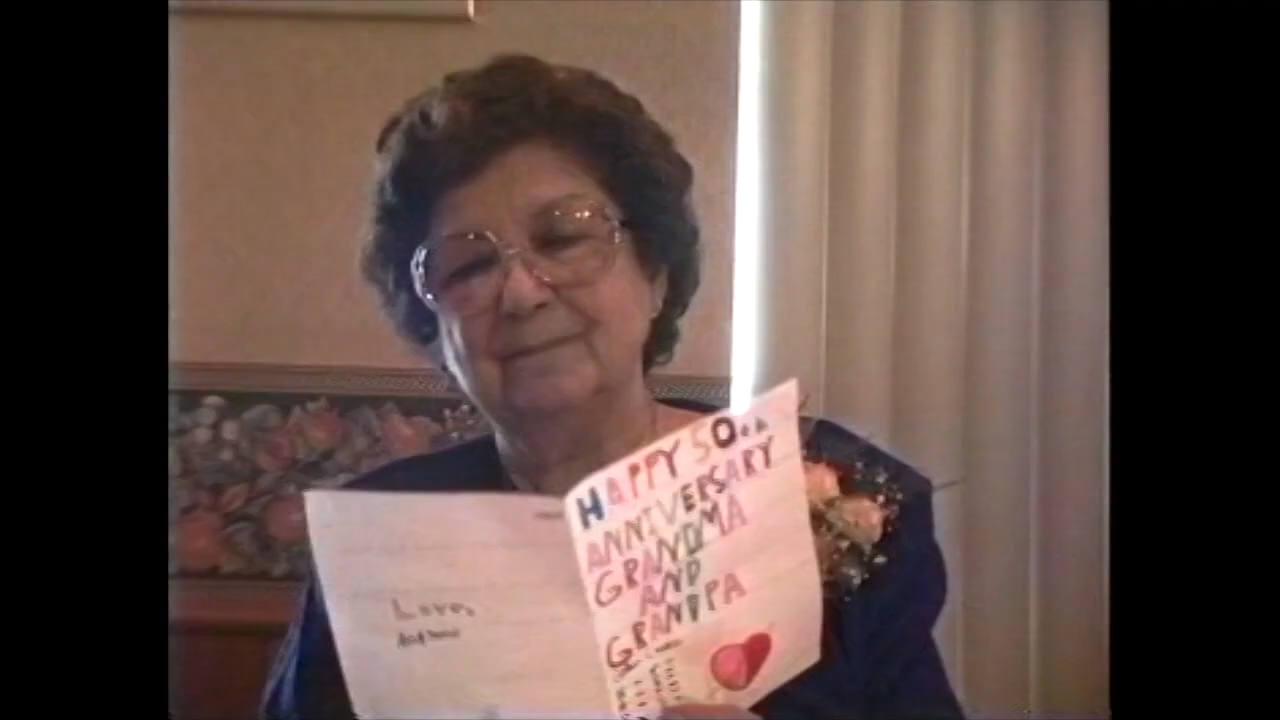 HAPPY 50th
ANNIVERSARY
GRANDMA
AND
GRANDPA
Love,